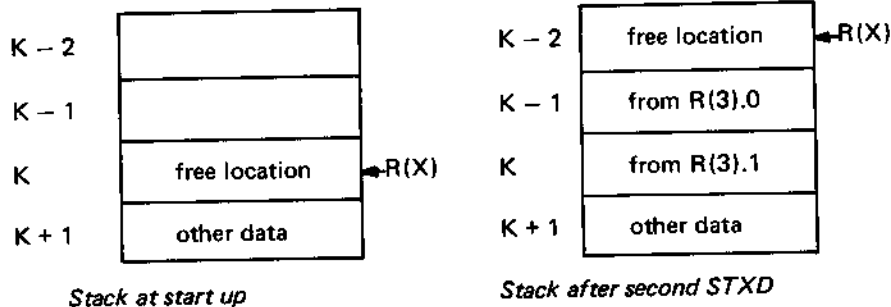 K – 2
K – 1
K free location R(X)
K + 1 other data
Stack at start up
K – 2 free location R(X)
K – 1 from R(3).0
K from R(3).1
K + 1 other data
Stack after second STXD